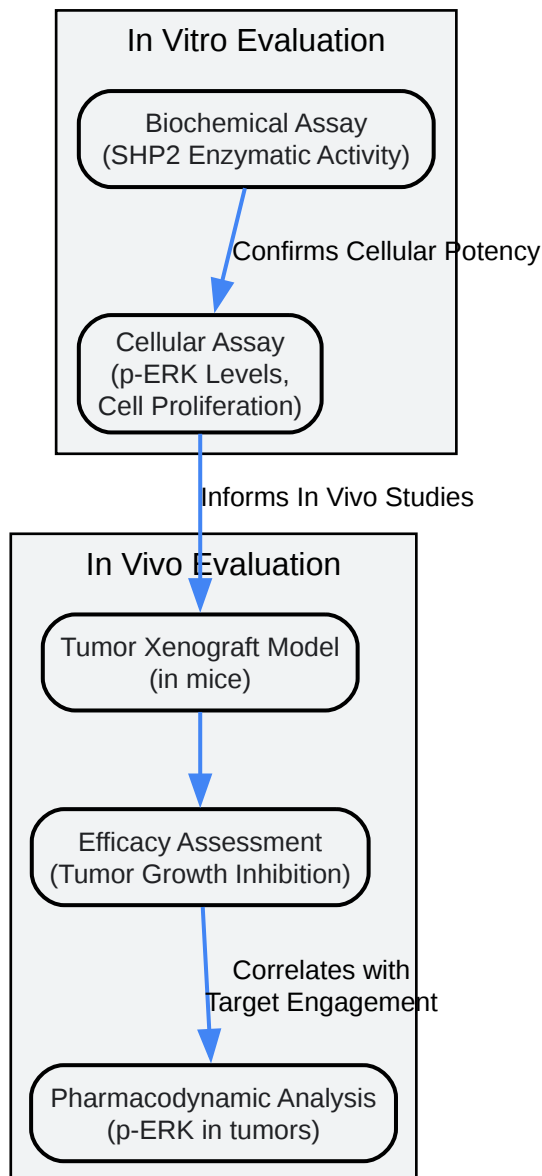 In Vitro Evaluation
Biochemical Assay
(SHP2 Enzymatic Activity)
Confirms Cellular Potency
Cellular Assay
(p-ERK Levels,
Cell Proliferation)
Informs In Vivo Studies
In Vivo Evaluation
Tumor Xenograft Model
(in mice)
Efficacy Assessment
(Tumor Growth Inhibition)
Correlates with
Target Engagement
Pharmacodynamic Analysis
(p-ERK in tumors)